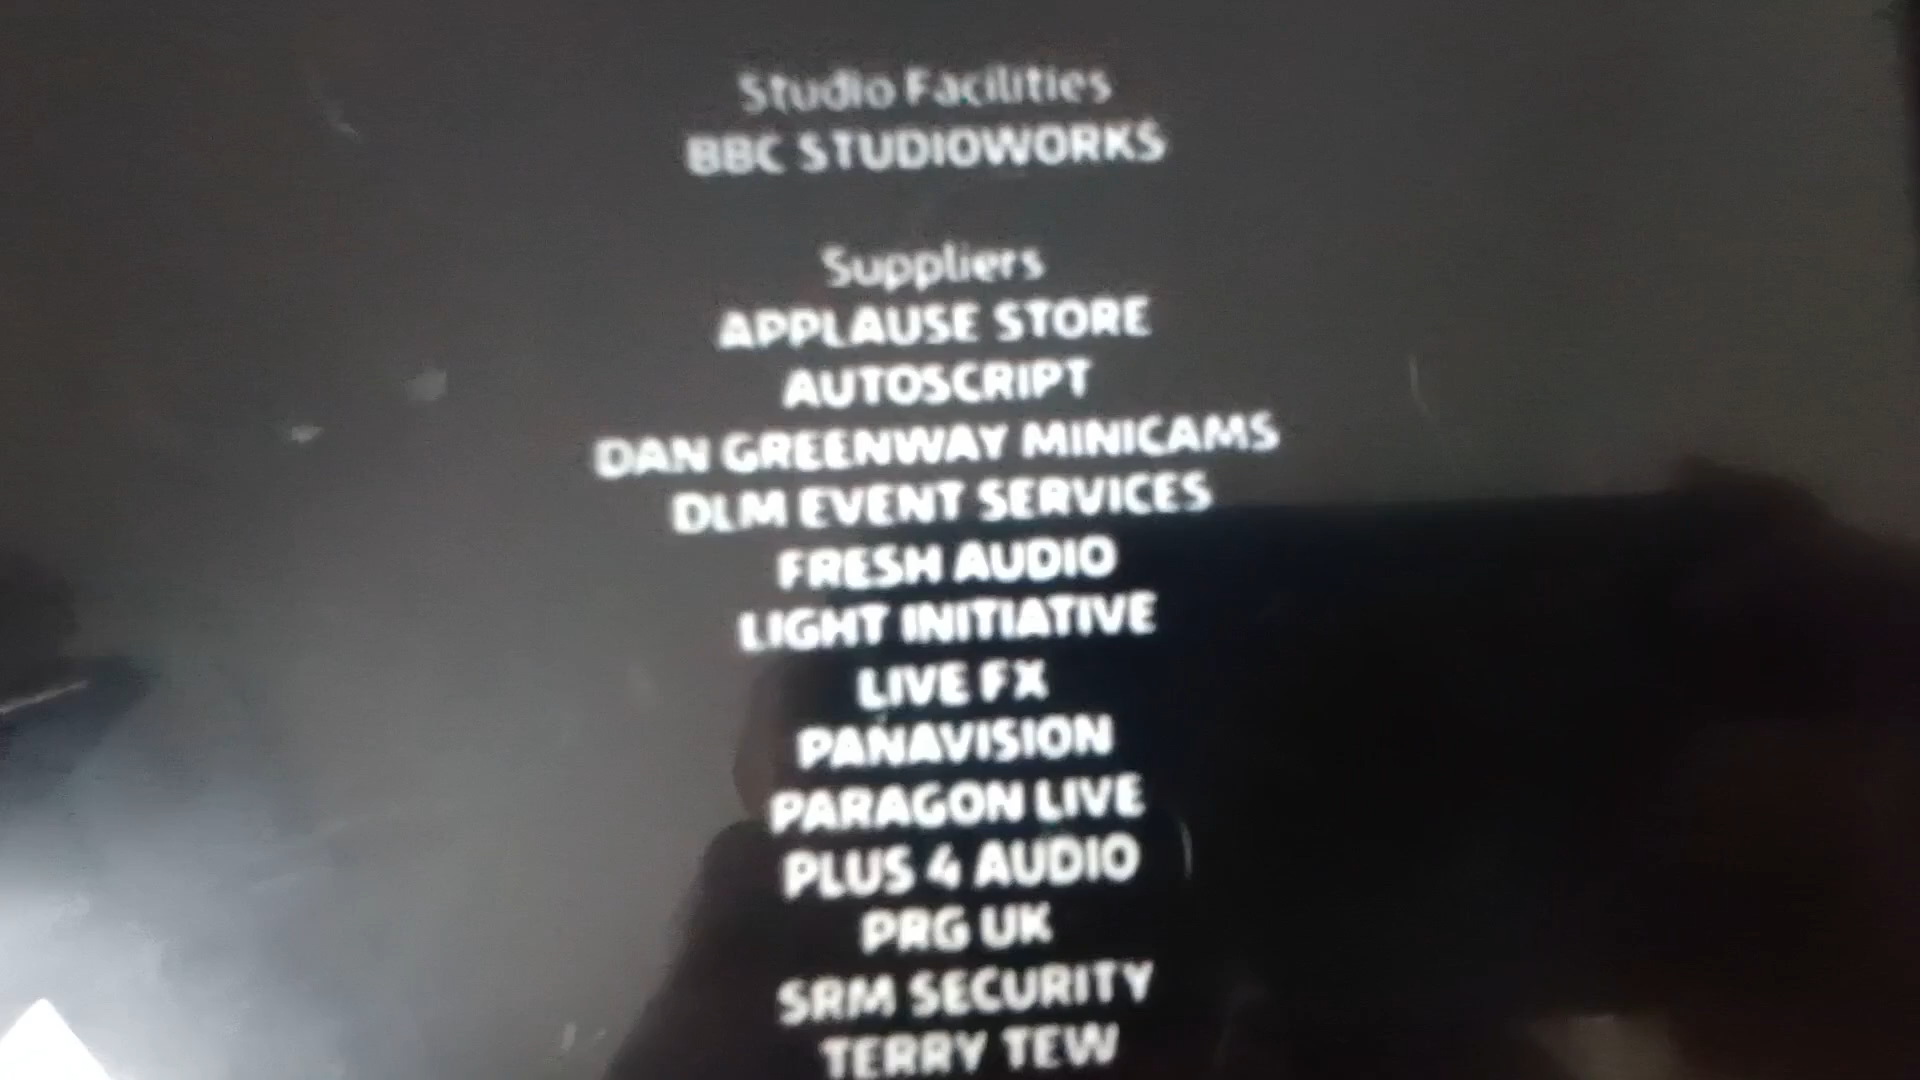 Studio Facilities
BBC STUDIOWORKS
Suppliers
APPLAUSE STORE
AUTOSCRIPT
DAN GREENWAY MINICAMS
DLM EVENT SERVICES
FRESH AUDIO
LIGHT INITIATIVE
LIVE FX
PANAVISION
PARAGON LIVE
PLUS 4 AUDIO
PRG UK
SRM SECURITY
TERRY TEW